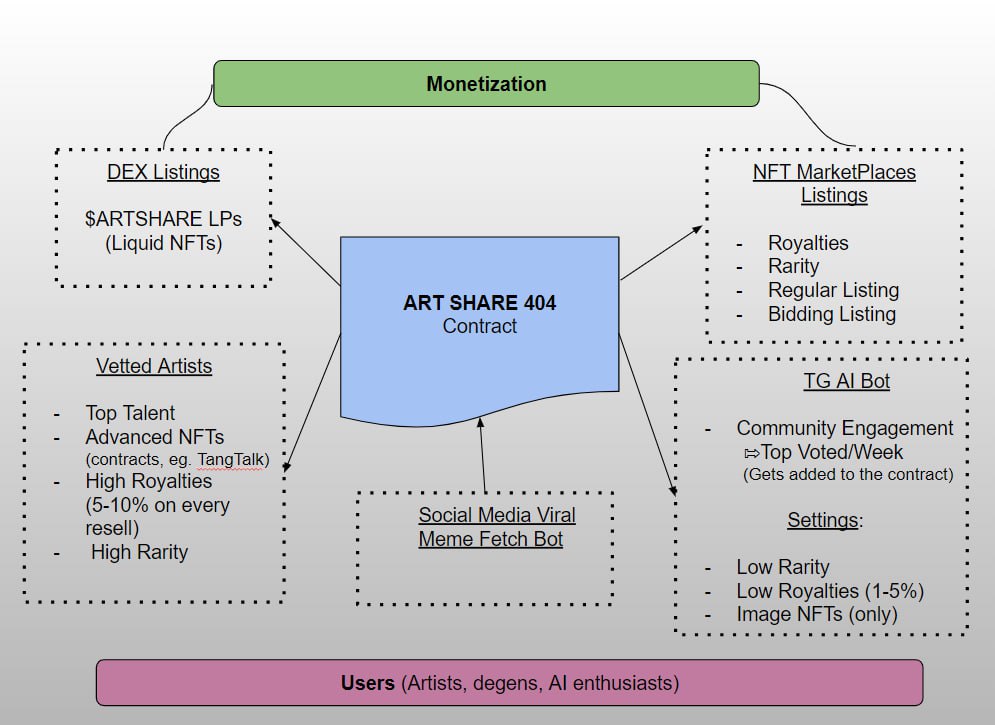 Monetization
DEX Listings
$ARTSHARE LPs
(Liquid NFTs)
NFT MarketPlaces
Listings
- Royalties
- Rarity
- Regular Listing
- Bidding Listing
ART SHARE 404
Contract
Vetted Artists
- Top Talent
- Advanced NFTs
(contracts, eg. TangTalk)
- High Royalties
(5-10% on every
resell)
- High Rarity
Social Media Viral
Meme Fetch Bot
TG AI Bot
- Community Engagement
⇰Top Voted/Week
(Gets added to the contract)
Settings:
- Low Rarity
- Low Royalties (1-5%)
- Image NFTs (only)
Users (Artists, degens, AI enthusiasts)